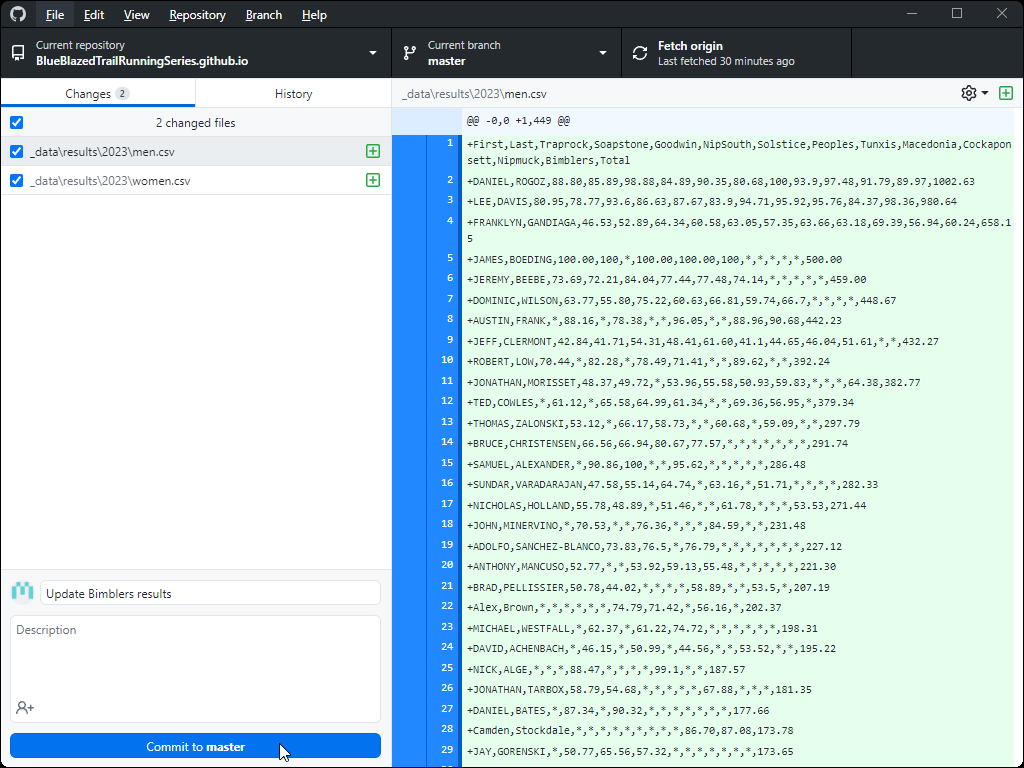 File Edit View Repository Branch Help
Current repository
BlueBlazedTrailRunningSeries.github.io
Current branch
master
Fetch origin
Last fetched 30 minutes ago
Changes 2
History
2 changed files
_data\results\2023\men.csv
_data\results\2023\women.csv
Update Bimblers results
Description
Commit to master
_data\results\2023\men.csv
@@ -0,0 +1,449 @@
1 +First,Last,Traprock,Soapstone,Goodwin,NipSouth,Solstice,Peoples,Tunxis,Macedonia,Cockapon
sett,Nipmuck,Bimblers,Total
2 +DANIEL,ROGOZ,88.80,85.89,98.88,84.89,90.35,80.68,100,93.9,97.48,91.79,89.97,1002.63
3 +LEE,DAVIS,80.95,78.77,93.6,86.63,87.67,83.9,94.71,95.92,95.76,84.37,98.36,980.64
4 +FRANKLYN,GANDIAGA,46.53,52.89,64.34,60.58,63.05,57.35,63.66,63.18,69.39,56.94,60.24,658.1
5
5 +JAMES,BOEDING,100.00,100,*,100.00,100.00,100,*,*,*,*,*,500.00
6 +JEREMY,BEEBE,73.69,72.21,84.04,77.44,77.48,74.14,*,*,*,*,*,459.00
7 +DOMINIC,WILSON,63.77,55.80,75.22,60.63,66.81,59.74,66.7,*,*,*,*,448.67
8 +AUSTIN,FRANK,*,88.16,*,78.38,*,*,96.05,*,*,88.96,90.68,442.23
9 +JEFF,CLERMONT,42.84,41.71,54.31,48.41,61.60,41.1,44.65,46.04,51.61,*,*,432.27
10 +ROBERT,LOW,70.44,*,82.28,*,78.49,71.41,*,*,89.62,*,*,392.24
11 +JONATHAN,MORISSET,48.37,49.72,*,53.96,55.58,50.93,59.83,*,*,*,64.38,382.77
12 +TED,COWLES,*,61.12,*,65.58,64.99,61.34,*,*,69.36,56.95,*,379.34
13 +THOMAS,ZALONSKI,53.12,*,66.17,58.73,*,*,60.68,*,59.09,*,*,297.79
14 +BRUCE,CHRISTENSEN,66.56,66.94,80.67,77.57,*,*,*,*,*,*,*,291.74
15 +SAMUEL,ALEXANDER,*,90.86,100,*,*,95.62,*,*,*,*,*,286.48
16 +SUNDAR,VARADARAJAN,47.58,55.14,64.74,*,63.16,*,51.71,*,*,*,*,282.33
17 +NICHOLAS,HOLLAND,55.78,48.89,*,51.46,*,*,61.78,*,*,*,53.53,271.44
18 +JOHN,MINERVINO,*,70.53,*,*,76.36,*,*,*,84.59,*,*,231.48
19 +ADOLFO,SANCHEZ-BLANCO,73.83,76.5,*,76.79,*,*,*,*,*,*,*,227.12
20 +ANTHONY,MANCUSO,52.77,*,*,53.92,59.13,55.48,*,*,*,*,*,221.30
21 +BRAD,PELLISSIER,50.78,44.02,*,*,*,*,58.89,*,*,53.5,*,207.19
22 +Alex,Brown,*,*,*,*,*,*,74.79,71.42,*,56.16,*,202.37
23 +MICHAEL,WESTFALL,*,62.37,*,61.22,74.72,*,*,*,*,*,*,198.31
24 +DAVID,ACHENBACH,*,46.15,*,50.99,*,44.56,*,*,53.52,*,*,195.22
25 +NICK,ALGE,*,*,*,88.47,*,*,*,*,99.1,*,*,187.57
26 +JONATHAN,TARBOX,58.79,54.68,*,*,*,*,*,67.88,*,*,*,181.35
27 +DANIEL,BATES,*,87.34,*,90.32,*,*,*,*,*,*,*,177.66
28 +Camden,Stockdale,*,*,*,*,*,*,*,*,*,86.70,87.08,173.78
29 +JAY,GORENSKI,*,50.77,65.56,57.32,*,*,*,*,*,*,*,173.65